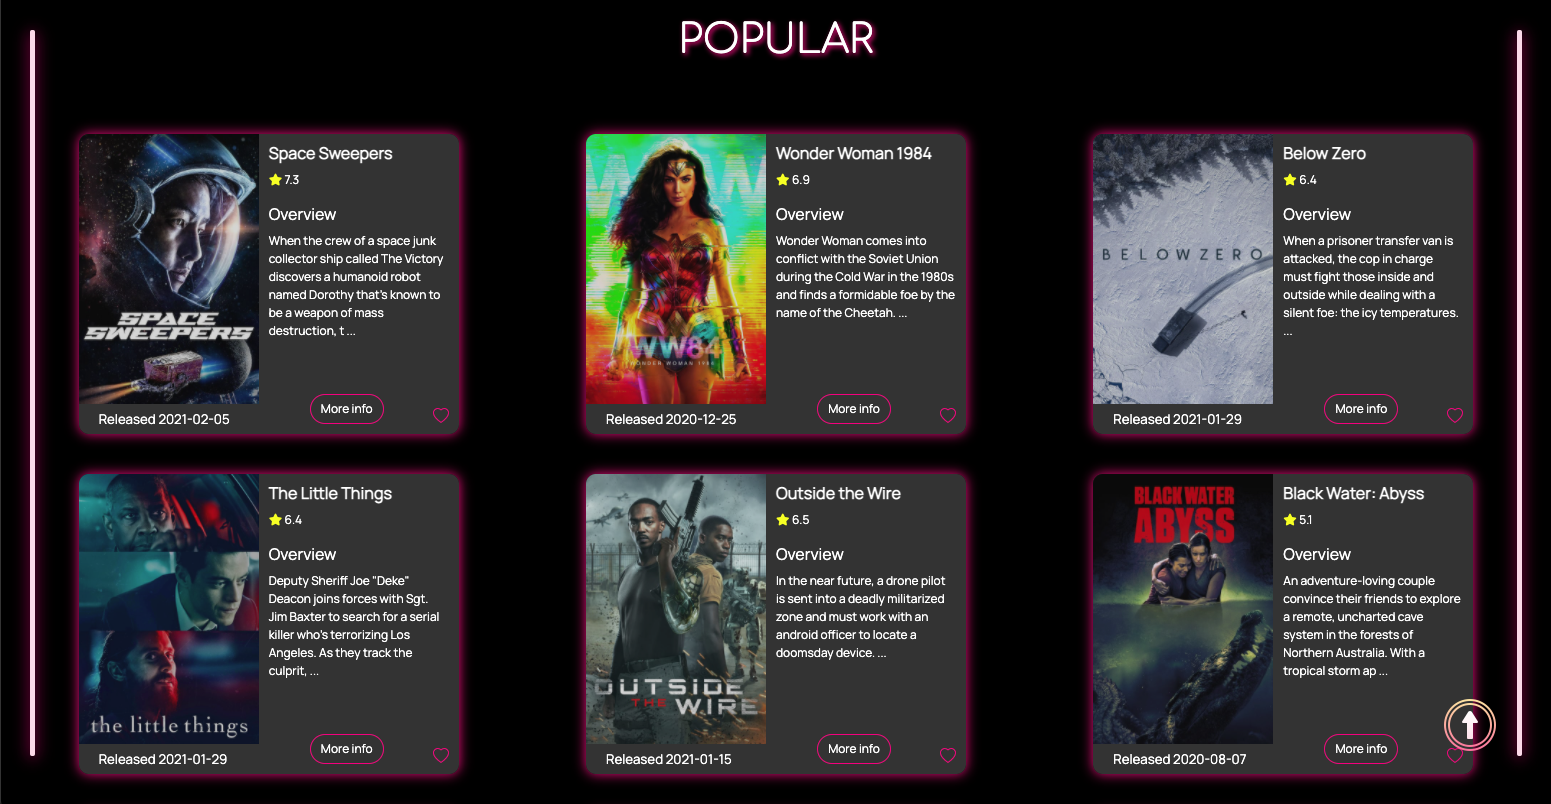 POPULAR
SPACE
SWEEPERS
Space Sweepers
7.3
Overview
When the crew of a space junk
collector ship called The Victory
discovers a humanoid robot
named Dorothy that's known to
be a weapon of mass
destruction, t ...
Released 2021-02-05
More info
WW84
WONDER WOMAN 1984
Wonder Woman 1984
6.9
Overview
Wonder Woman comes into
conflict with the Soviet Union
during the Cold War in the 1980s
and finds a formidable foe by the
name of the Cheetah. ...
Released 2020-12-25
More info
BELOWZERO
Below Zero
6.4
Overview
When a prisoner transfer van is
attacked, the cop in charge
must fight those inside and
outside while dealing with a
silent foe: the icy temperatures.
...
Released 2021-01-29
More info
the little things
The Little Things
6.4
Overview
Deputy Sheriff Joe "Deke"
Deacon joins forces with Sgt.
Jim Baxter to search for a serial
killer who's terrorizing Los
Angeles. As they track the
culprit, ...
Released 2021-01-29
More info
OUTSIDE
THE WIRE
Outside the Wire
6.5
Overview
In the near future, a drone pilot
is sent into a deadly militarized
zone and must work with an
android officer to locate a
doomsday device. ...
Released 2021-01-15
More info
BLACK WATER
ABYSS
Black Water: Abyss
5.1
Overview
An adventure-loving couple
convince their friends to explore
a remote, uncharted cave
system in the forests of
Northern Australia. With a
tropical storm ap ...
Released 2020-08-07
More info